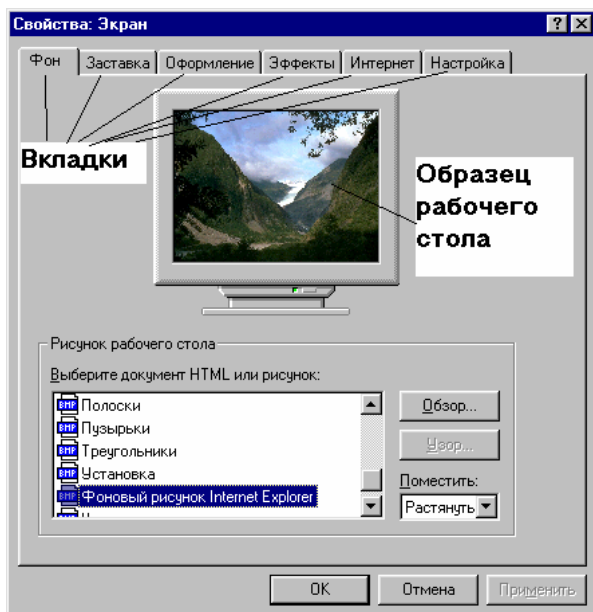 Свойства: Экран
Фон Заставка Оформление Эффекты Интернет Настройка
Вкладки
Образец
рабочего
стола
Рисунок рабочего стола
Выберите документ HTML или рисунок:
Полоски
Пузырьки
Треугольники
Установка
Фоновый рисунок Internet Explorer
Обзор...
Узор...
Поместить:
Растянуть
OK Отмена Применить